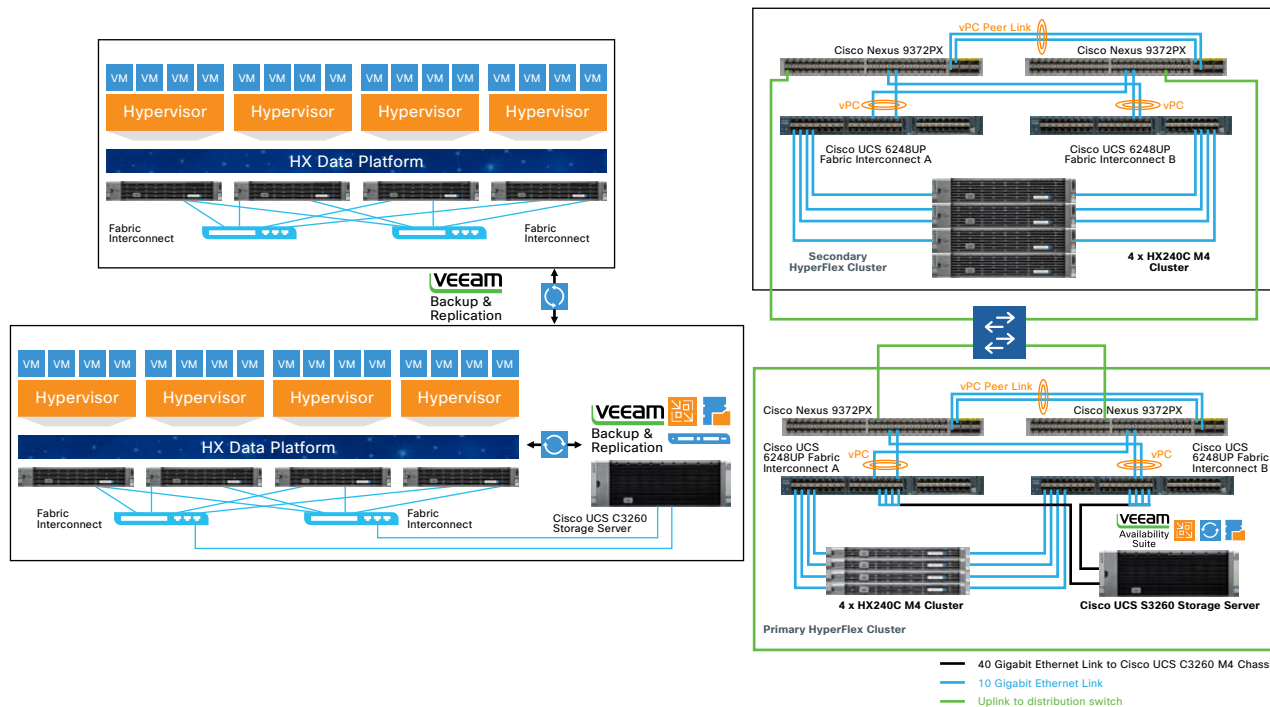 VM VM VM VM VM VM VM VM VM VM VM VM VM VM VM VM
Hypervisor Hypervisor Hypervisor Hypervisor
HX Data Platform
Fabric
Interconnect
Fabric
Interconnect
VEEAM
Backup &
Replication
VM VM VM VM VM VM VM VM VM VM VM VM VM VM VM VM
Hypervisor Hypervisor Hypervisor Hypervisor
HX Data Platform
VEEAM
Backup &
Replication
Fabric
Interconnect
Fabric
Interconnect
Cisco UCS C3260
Storage Server
vPC Peer Link
Cisco Nexus 9372PX
Cisco Nexus 9372PX
vPC
vPC
Cisco UCS 6248UP
Fabric Interconnect A
Cisco UCS 6248UP
Fabric Interconnect B
Secondary
HyperFlex Cluster
4 x HX240C M4
Cluster
vPC Peer Link
Cisco Nexus 9372PX
Cisco Nexus 9372PX
Cisco UCS
6248UP Fabric
Interconnect A
vPC
vPC
Cisco UCS
6248UP Fabric
Interconnect B
VEEAM
Availability
Suite
4 x HX240C M4 Cluster
Cisco UCS S3260 Storage Server
Primary HyperFlex Cluster
40 Gigabit Ethernet Link to Cisco UCS C3260 M4 Chassi
10 Gigabit Ethernet Link
Uplink to distribution switch